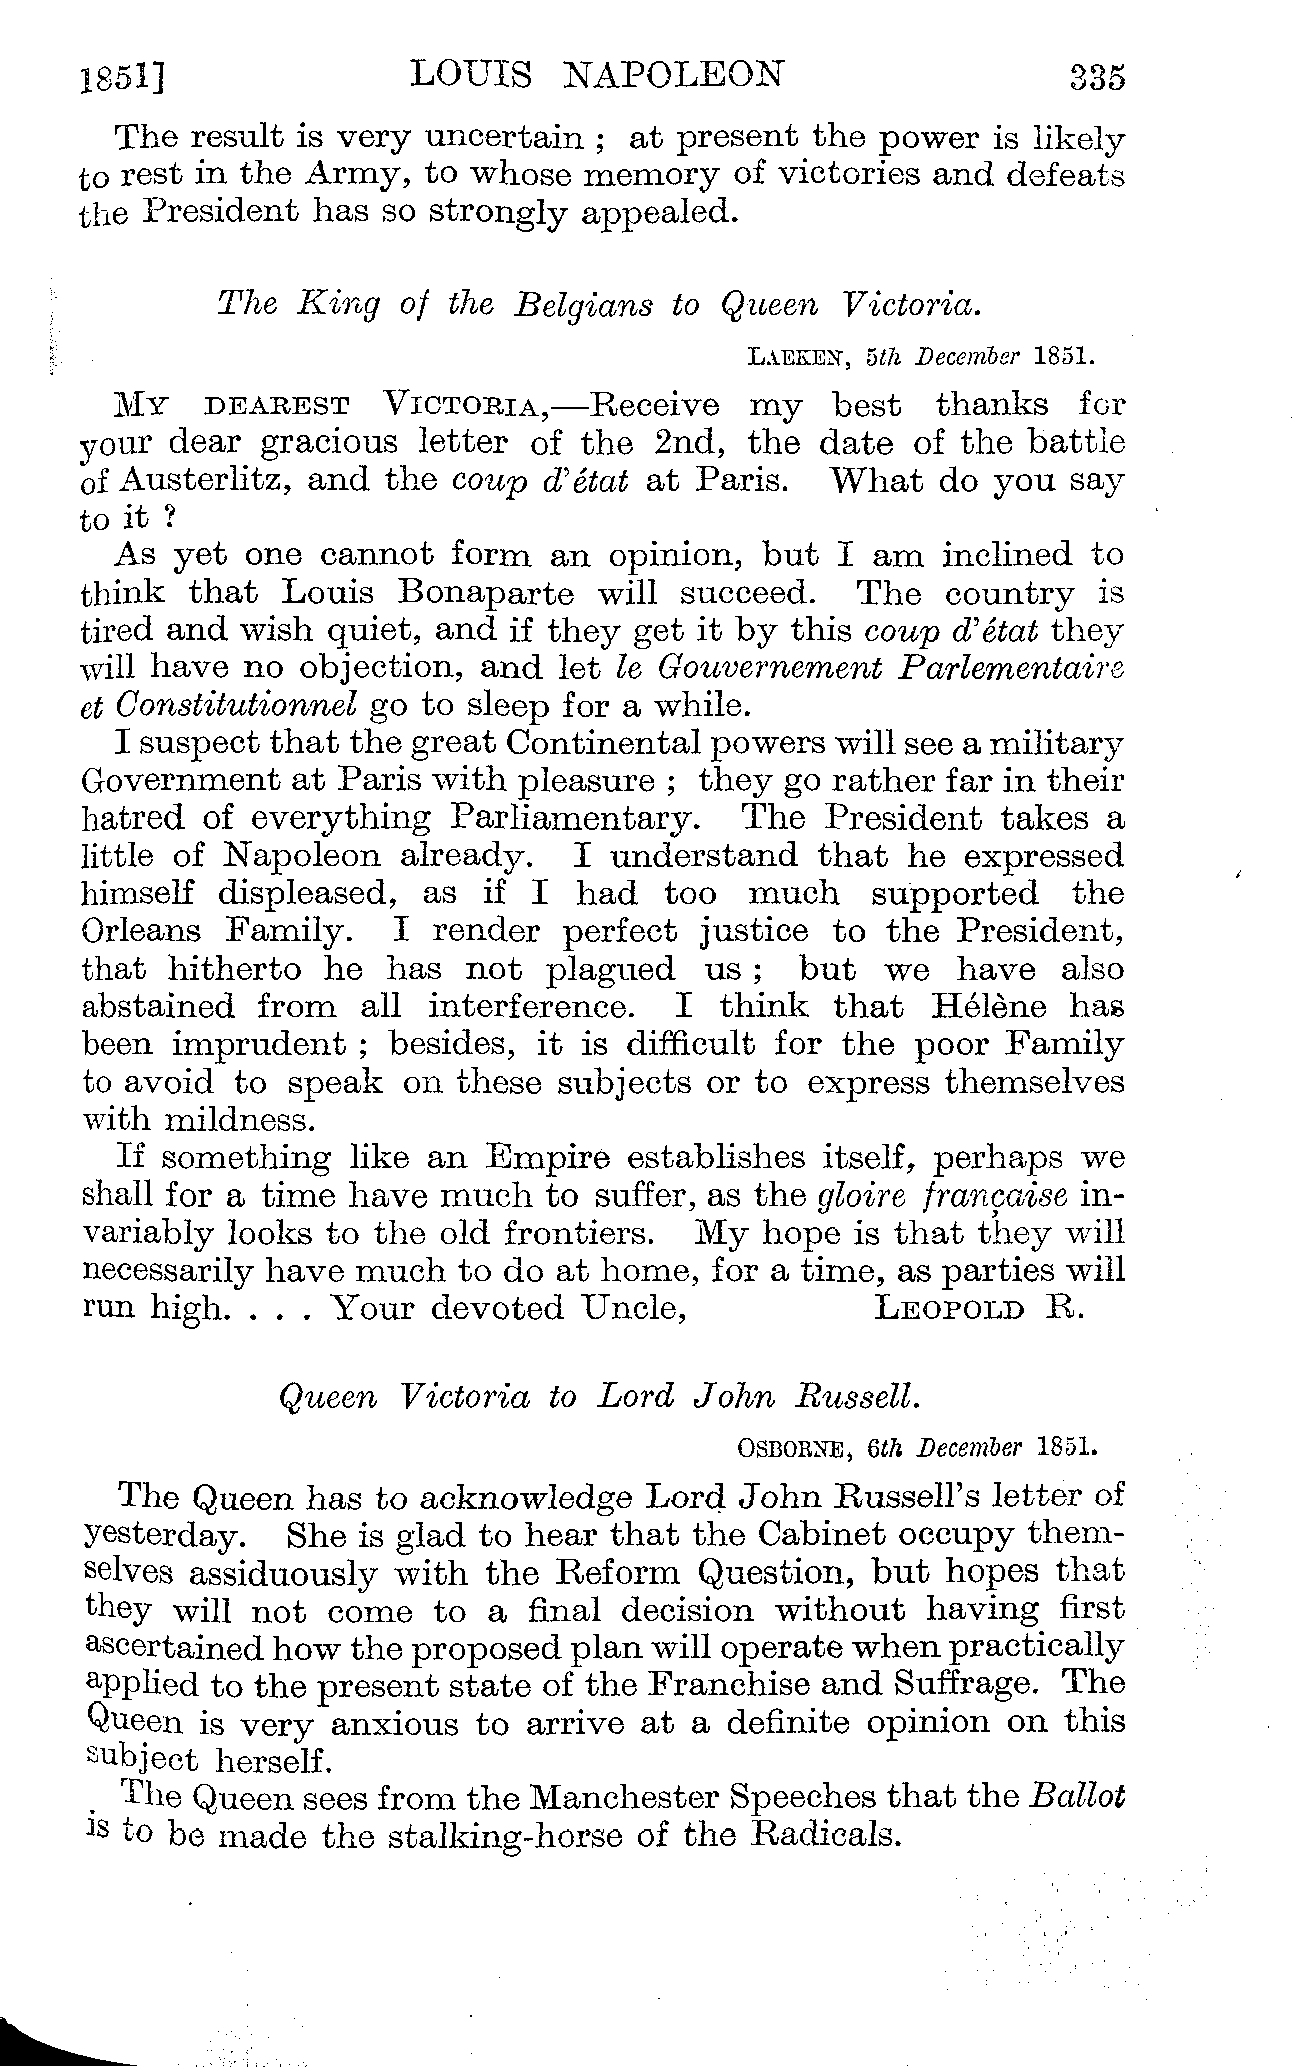 1851] LOUIS NAPOLEON 335
The result is very uncertain ; at present the power is likely
to rest in the Army, to whose memory of victories and defeats
the President has so strongly appealed.
The King of the Belgians to Queen Victoria.
LAEKEN, 5th December 1851.
MY DEAREST VICTORIA,—Receive my best thanks for
your dear gracious letter of the 2nd, the date of the battle
of Austerlitz, and the coup d'état at Paris. What do you say
to it ?
As yet one cannot form an opinion, but I am inclined to
think that Louis Bonaparte will succeed. The country is
tired and wish quiet, and if they get it by this coup d'état they
will have no objection, and let le Gouvernement Parlementaire
et Constitutionnel go to sleep for a while.
I suspect that the great Continental powers will see a military
Government at Paris with pleasure ; they go rather far in their
hatred of everything Parliamentary. The President takes a
little of Napoleon already. I understand that he expressed
himself displeased, as if I had too much supported the
Orleans Family. I render perfect justice to the President,
that hitherto he has not plagued us ; but we have also
abstained from all interference. I think that Hélène has
been imprudent ; besides, it is difficult for the poor Family
to avoid to speak on these subjects or to express themselves
with mildness.
If something like an Empire establishes itself, perhaps we
shall for a time have much to suffer, as the gloire française in-
variably looks to the old frontiers. My hope is that they will
necessarily have much to do at home, for a time, as parties will
run high. . . . Your devoted Uncle, LEOPOLD R.
Queen Victoria to Lord John Russell.
OSBORNE, 6th December 1851.
The Queen has to acknowledge Lord John Russell's letter of
yesterday. She is glad to hear that the Cabinet occupy them-
selves assiduously with the Reform Question, but hopes that
they will not come to a final decision without having first
ascertained how the proposed plan will operate when practically
applied to the present state of the Franchise and Suffrage. The
Queen is very anxious to arrive at a definite opinion on this
subject herself.
The Queen sees from the Manchester Speeches that the Ballot
is to be made the stalking-horse of the Radicals.